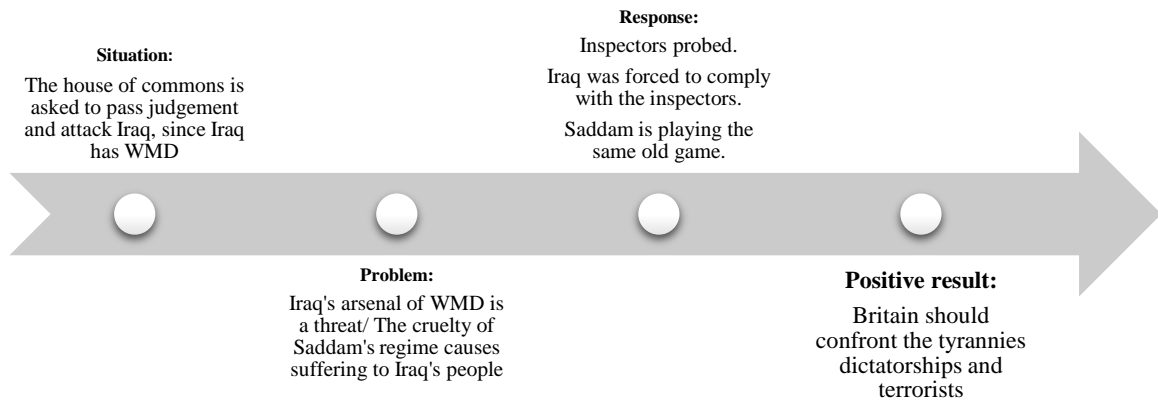 Situation:
The house of commons is
asked to pass judgement
and attack Iraq, since Iraq
has WMD
Problem:
Iraq's arsenal of WMD is
a threat/ The cruelty of
Saddam's regime causes
suffering to Iraq's people
Response:
Inspectors probed.
Iraq was forced to comply
with the inspectors.
Saddam is playing the
same old game.
Positive result:
Britain should
confront the tyrannies
dictatorships and
terrorists